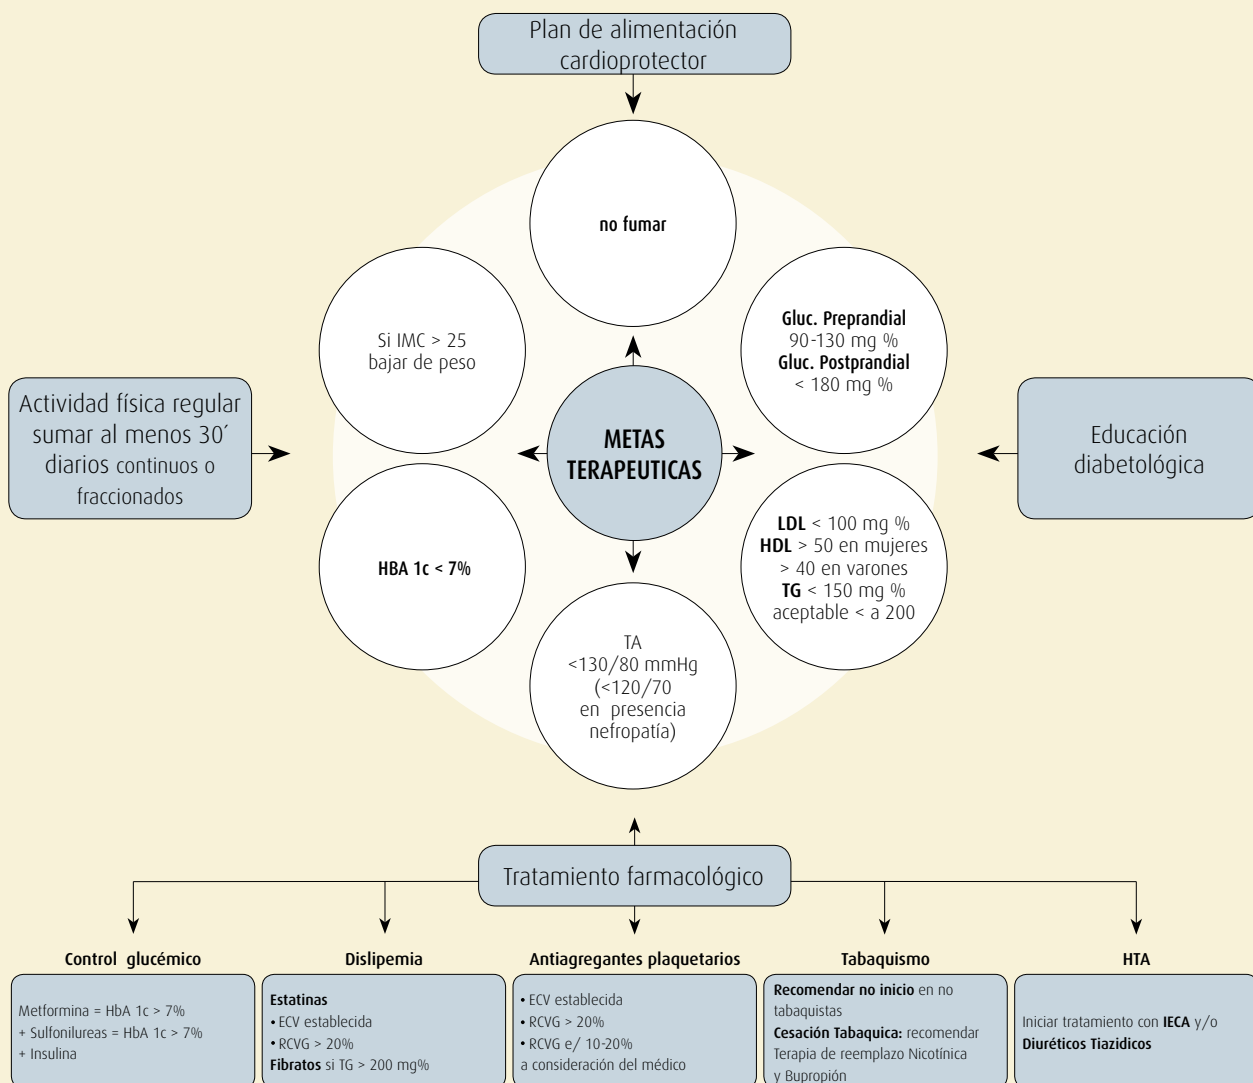 Plan de alimentación
cardioprotector
no fumar
Si IMC > 25
bajar de peso
Gluc. Preprandial
90-130 mg %
Gluc. Postprandial
< 180 mg %
Actividad física regular
sumar al menos 30´
diarios continuos o
fraccionados
METAS
TERAPEUTICAS
Educación
diabetológica
HBA 1c < 7%
LDL < 100 mg %
HDL > 50 en mujeres
> 40 en varones
TG < 150 mg %
aceptable < a 200
TA
<130/80 mmHg
(<120/70
en presencia
nefropatía)
Tratamiento farmacológico
Control glucémico
Metformina = HbA 1c > 7%
+ Sulfonilureas = HbA 1c > 7%
+ Insulina
Dislipemia
Estatinas
• ECV establecida
• RCVG > 20%
Fibratos si TG > 200 mg%
Antiagregantes plaquetarios
• ECV establecida
• RCVG > 20%
• RCVG e/ 10-20%
a consideración del médico
Tabaquismo
Recomendar no inicio en no
tabaquistas
Cesación Tabaquica: recomendar
Terapia de reemplazo Nicotínica
y Bupropión
HTA
Iniciar tratamiento con IECA y/o
Diuréticos Tiazidicos